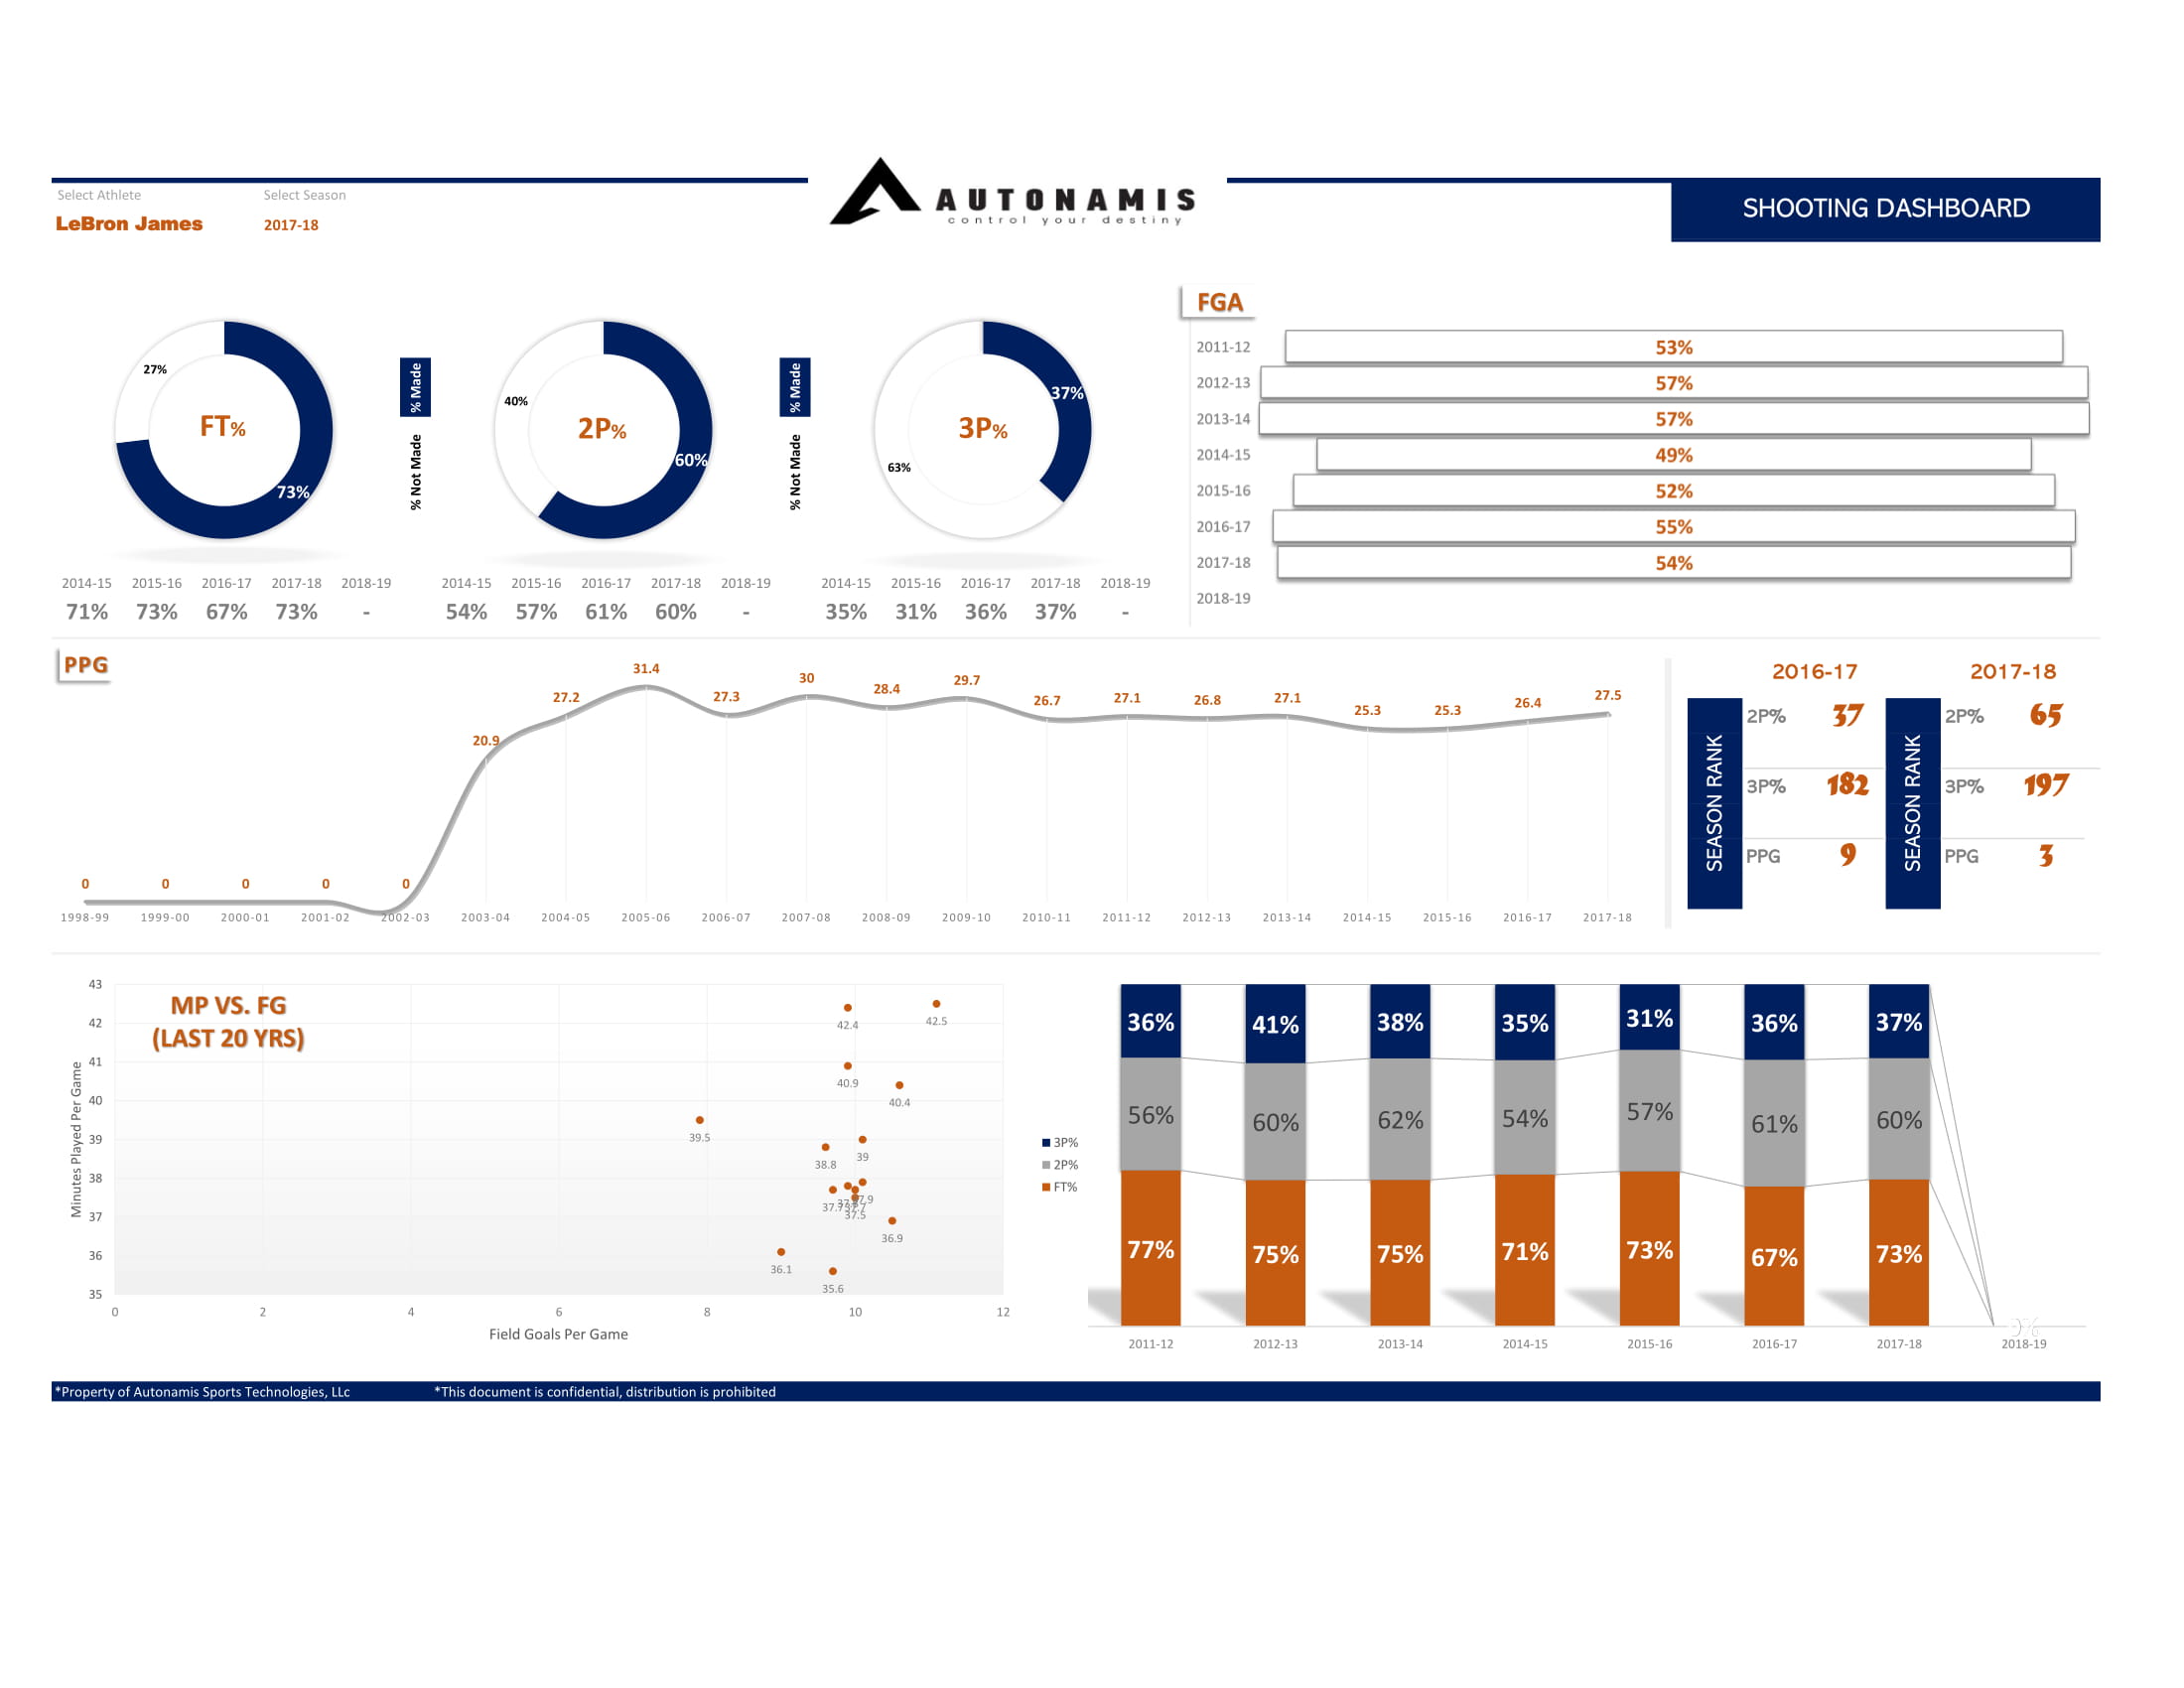 Select Athlete Select Season
LeBron James 2017-18
AUTONAMIS
control your destiny
SHOOTING DASHBOARD
27%
FT%
73%
% Made
% Not Made
40%
2P%
60%
% Made
% Not Made
37%
3P%
63%
2014-15 2015-16 2016-17 2017-18 2018-19
71% 73% 67% 73% -
2014-15 2015-16 2016-17 2017-18 2018-19
54% 57% 61% 60% -
2014-15 2015-16 2016-17 2017-18 2018-19
35% 31% 36% 37% -
FGA
2011-12 53%
2012-13 57%
2013-14 57%
2014-15 49%
2015-16 52%
2016-17 55%
2017-18 54%
2018-19
PPG
0 0 0 0 0 20.9 27.2 31.4 27.3 30 28.4 29.7 26.7 27.1 26.8 27.1 25.3 25.3 26.4 27.5
1998-99 1999-00 2000-01 2001-02 2002-03 2003-04 2004-05 2005-06 2006-07 2007-08 2008-09 2009-10 2010-11 2011-12 2012-13 2013-14 2014-15 2015-16 2016-17 2017-18
2016-17
SEASON RANK
2P% 37
3P% 182
PPG 9
2017-18
SEASON RANK
2P% 65
3P% 197
PPG 3
MP VS. FG
(LAST 20 YRS)
Minutes Played Per Game
43
42
41
40
39
38
37
36
35
42.4
42.5
40.9
40.4
39.5
39
38.8
37.9
37.7
37.7
37.5
36.9
36.1
35.6
0 2 4 6 8 10 12
Field Goals Per Game
3P%
2P%
FT%
36% 41% 38% 35% 31% 36% 37%
56% 60% 62% 54% 57% 61% 60%
77% 75% 75% 71% 73% 67% 73%
2011-12 2012-13 2013-14 2014-15 2015-16 2016-17 2017-18 2018-19
*Property of Autonamis Sports Technologies, LLc *This document is confidential, distribution is prohibited